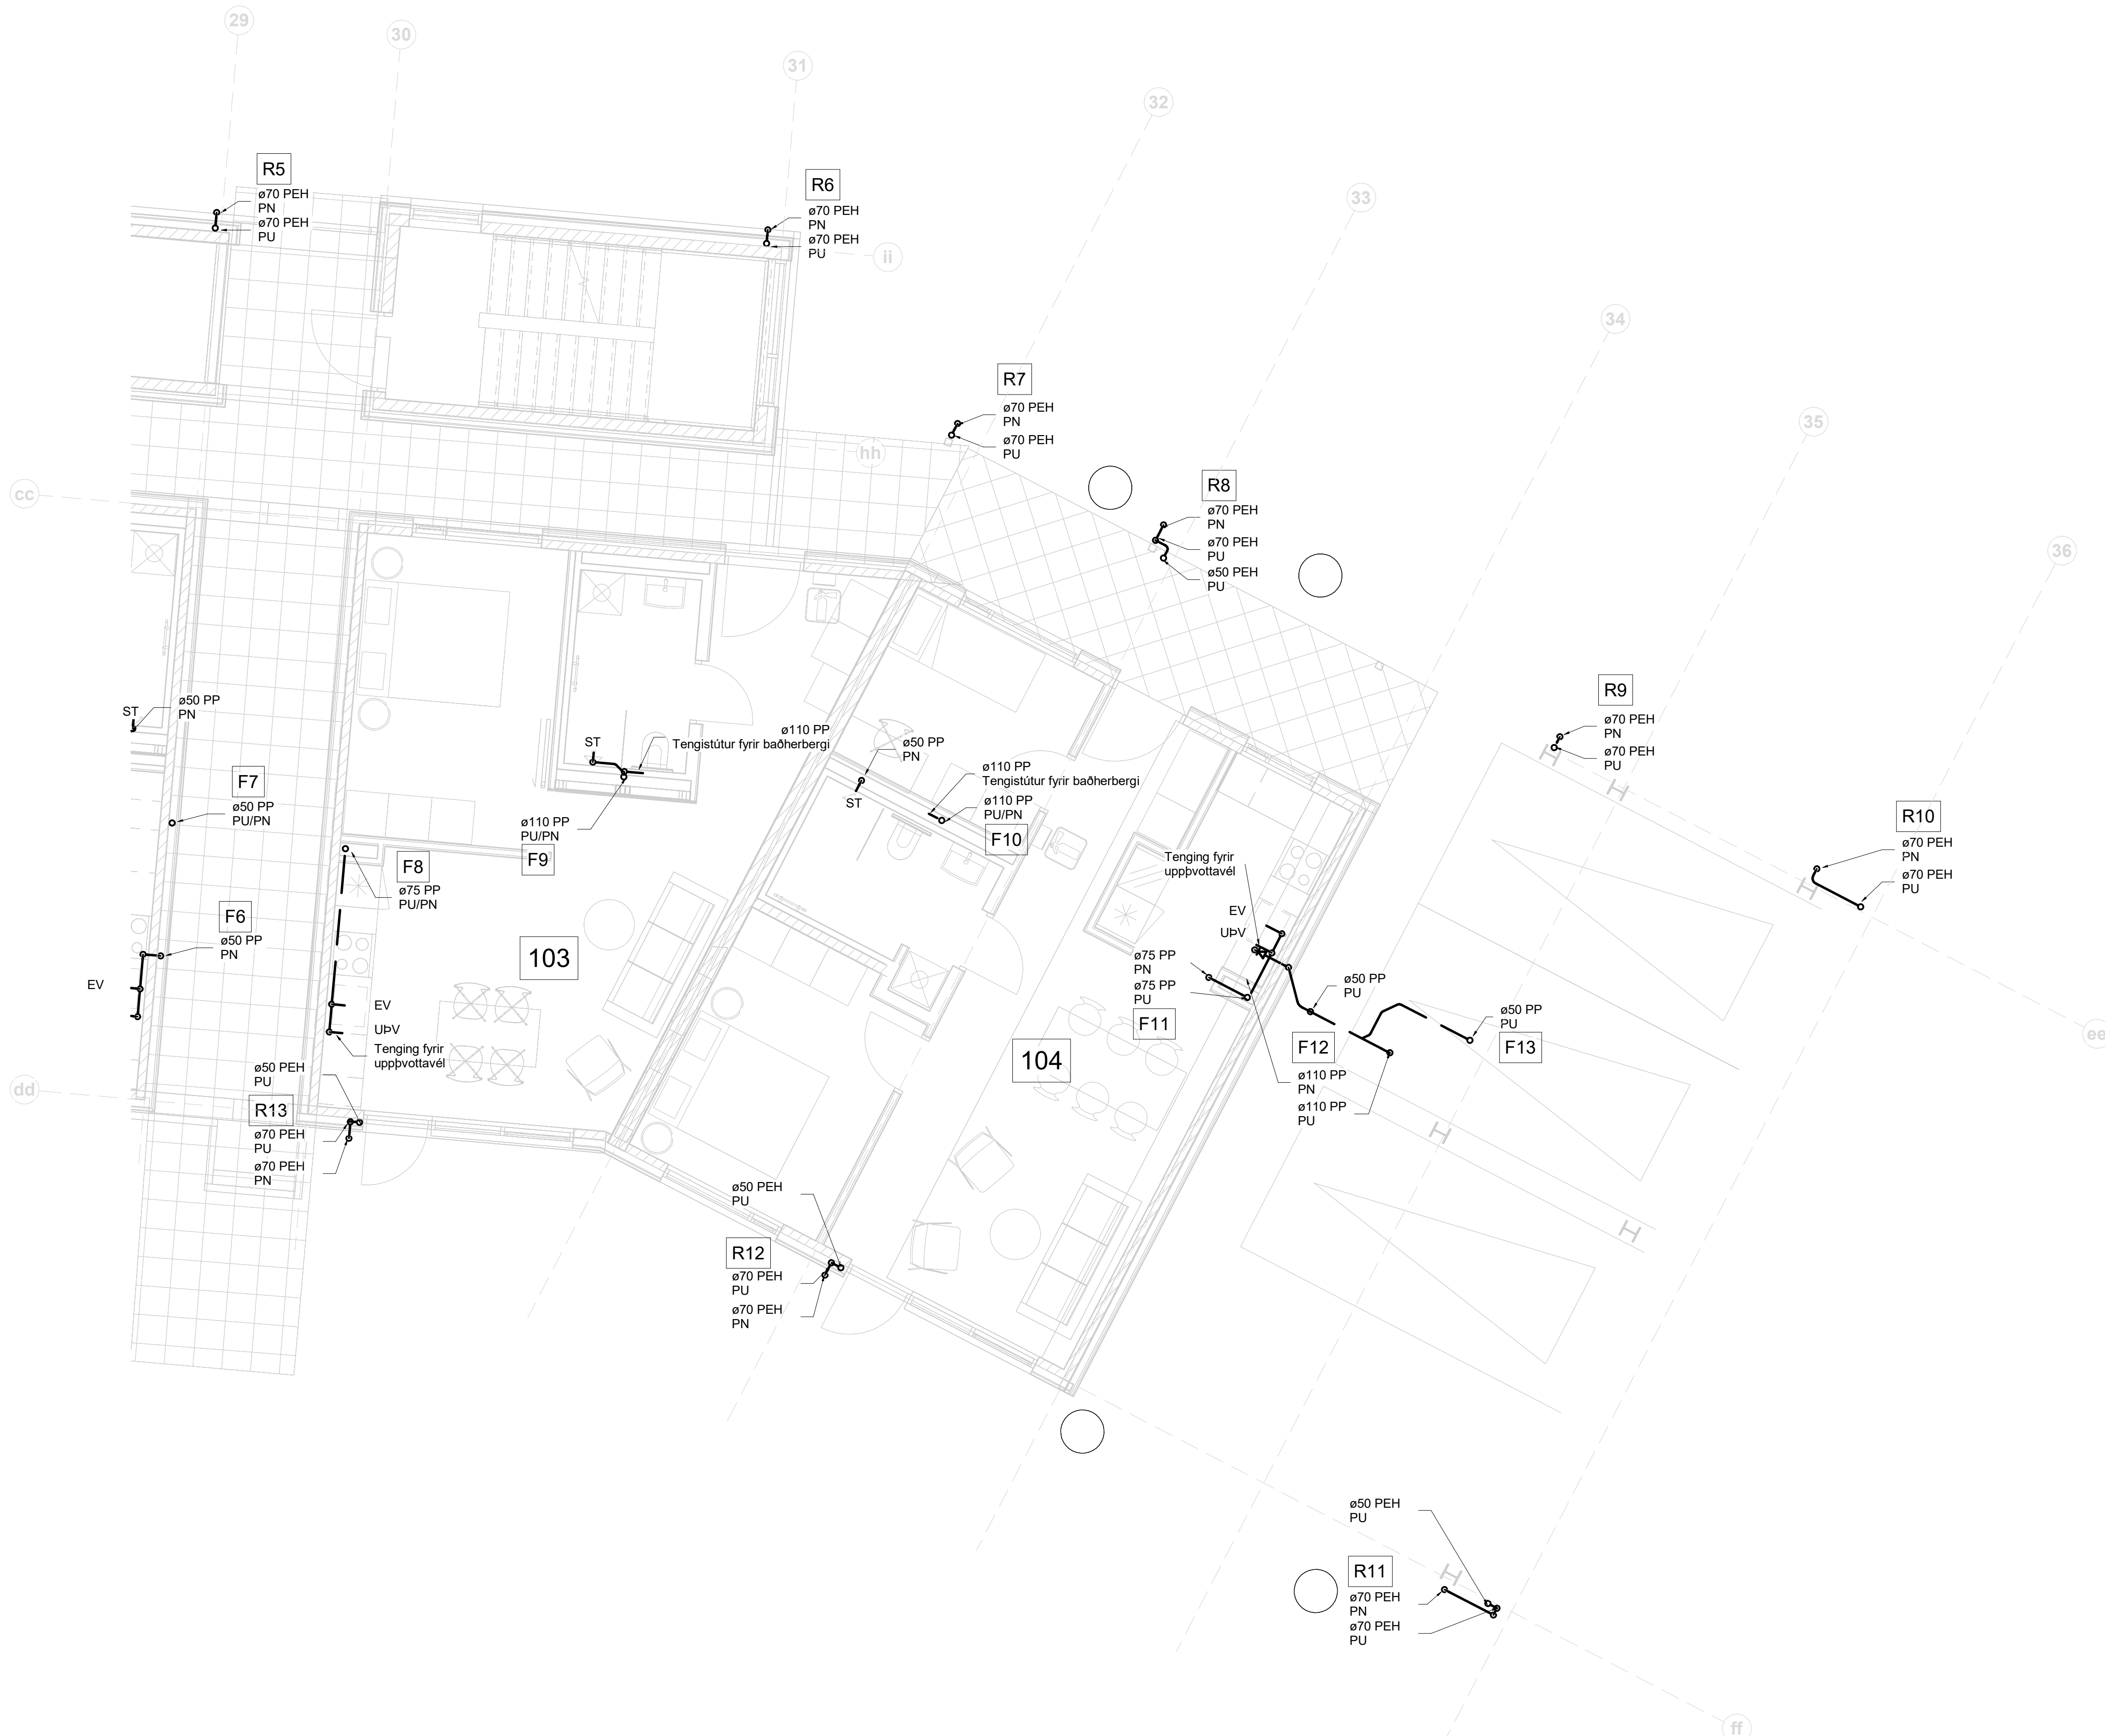 29
30
31
32
33
34
35
36
R5
ø70 PEH
PN
ø70 PEH
PU
R6
ø70 PEH
PN
ø70 PEH
PU
ii
R7
ø70 PEH
PN
ø70 PEH
PU
hh
cc
R8
ø70 PEH
PN
ø70 PEH
PU
ø50 PEH
PU
R9
ø70 PEH
PN
ø70 PEH
PU
R10
ø70 PEH
PN
ø70 PEH
PU
ee
ST
ø50 PP
PN
F7
ø50 PP
PU/PN
ST
ø110 PP
Tengistútur fyrir baðherbergi
ø50 PP
PN
ST
ø110 PP
Tengistútur fyrir baðherbergi
ø110 PP
PU/PN
F10
ø110 PP
PU/PN
F9
F8
ø75 PP
PU/PN
F6
ø50 PP
PN
EV
103
EV
UÞV
Tenging fyrir
uppþvottavél
Tenging fyrir
uppþvottavél
EV
UÞV
ø75 PP
PN
ø75 PP
PU
F11
ø50 PP
PU
F12
ø110 PP
PN
ø110 PP
PU
ø50 PP
PU
F13
104
dd
ø50 PEH
PU
R13
ø70 PEH
PU
ø70 PEH
PN
ø50 PEH
PU
R12
ø70 PEH
PU
ø70 PEH
PN
ø50 PEH
PU
R11
ø70 PEH
PN
ø70 PEH
PU
ff